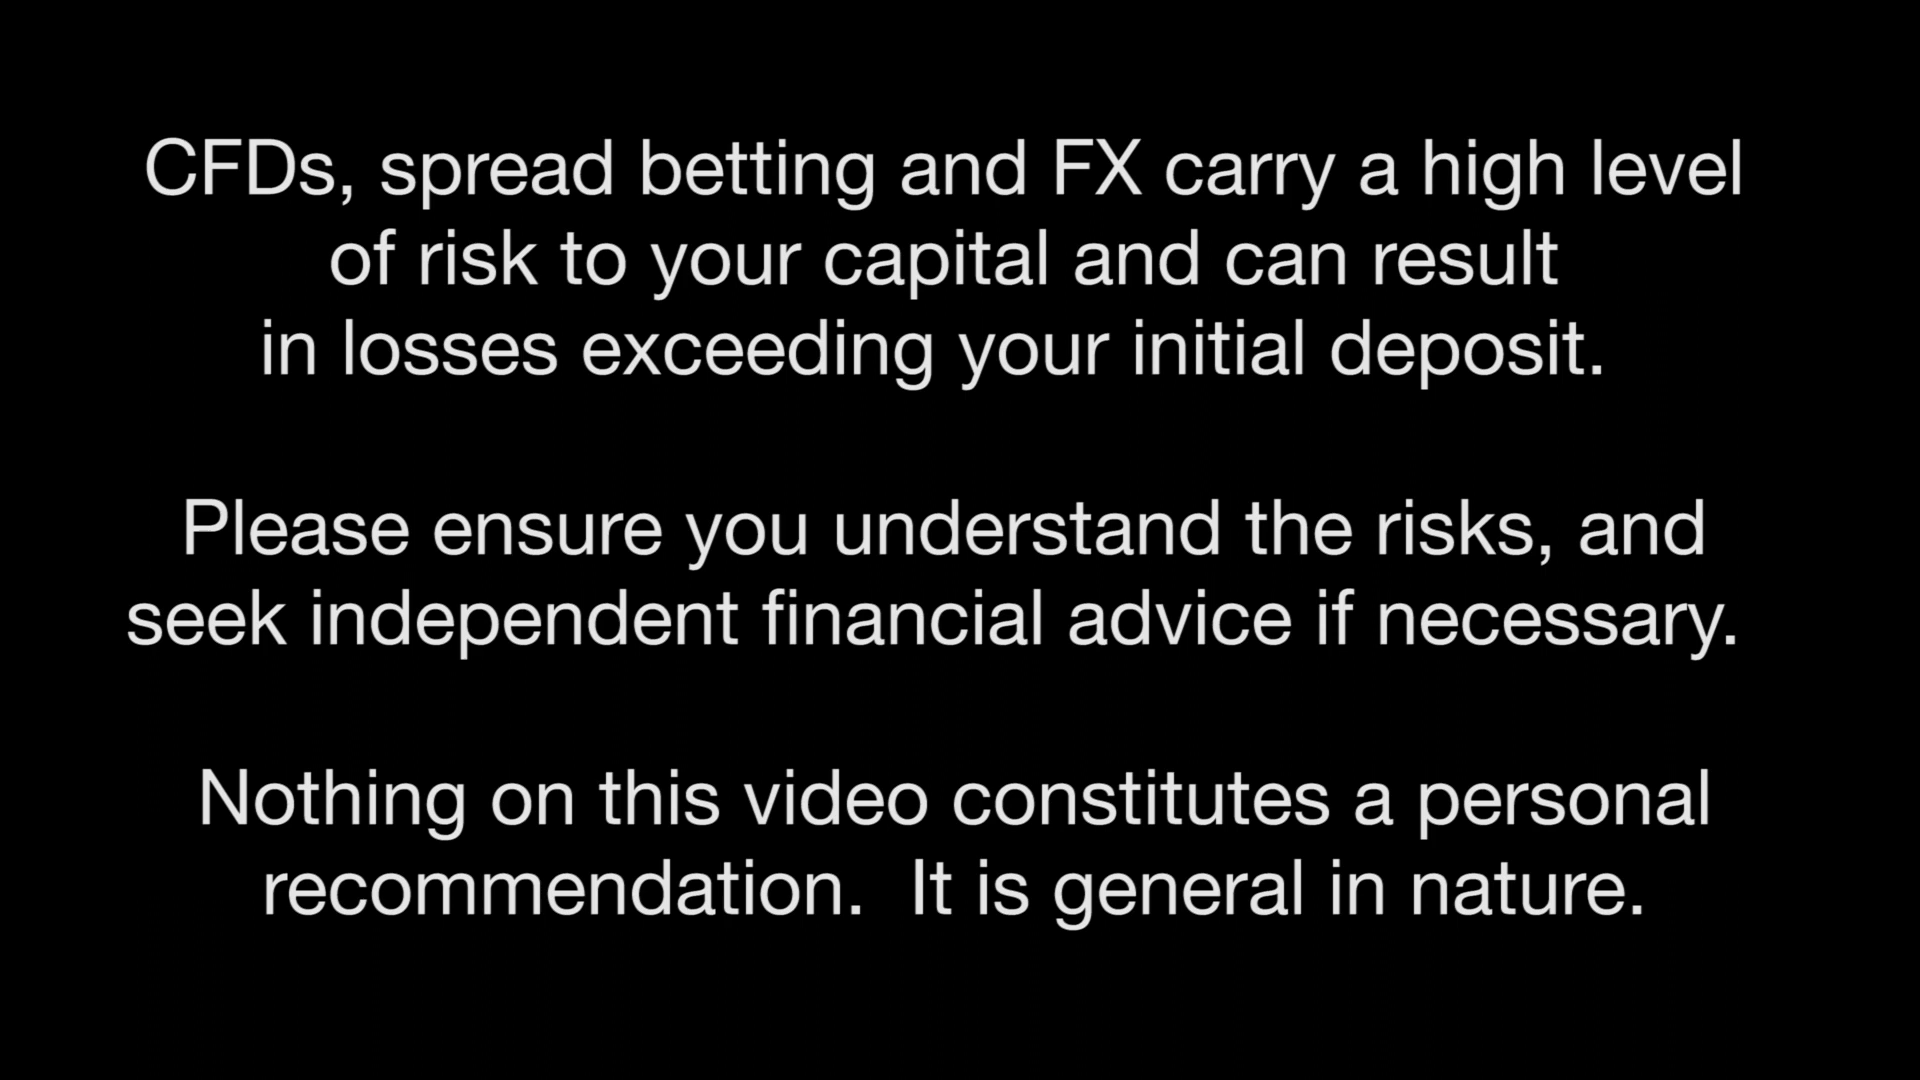 CFDs, spread betting and FX carry a high level
of risk to your capital and can result
in losses exceeding your initial deposit.
Please ensure you understand the risks, and
seek independent financial advice if necessary.
Nothing on this video constitutes a personal
recommendation.  It is general in nature.